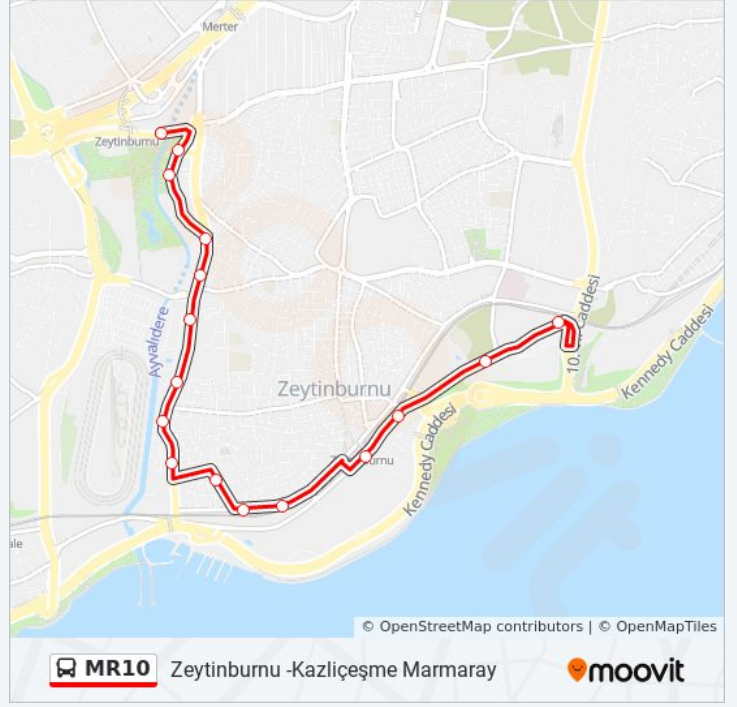 Merter
Zeytinburnu
Ayvalıdere
10. Caddesi
Kennedy Caddesi
Zeytinburnu
Kennedy Caddesi
ale
© OpenStreetMap contributors | © OpenMapTiles
MR10 Zeytinburnu -Kazliçeşme Marmaray
moovit